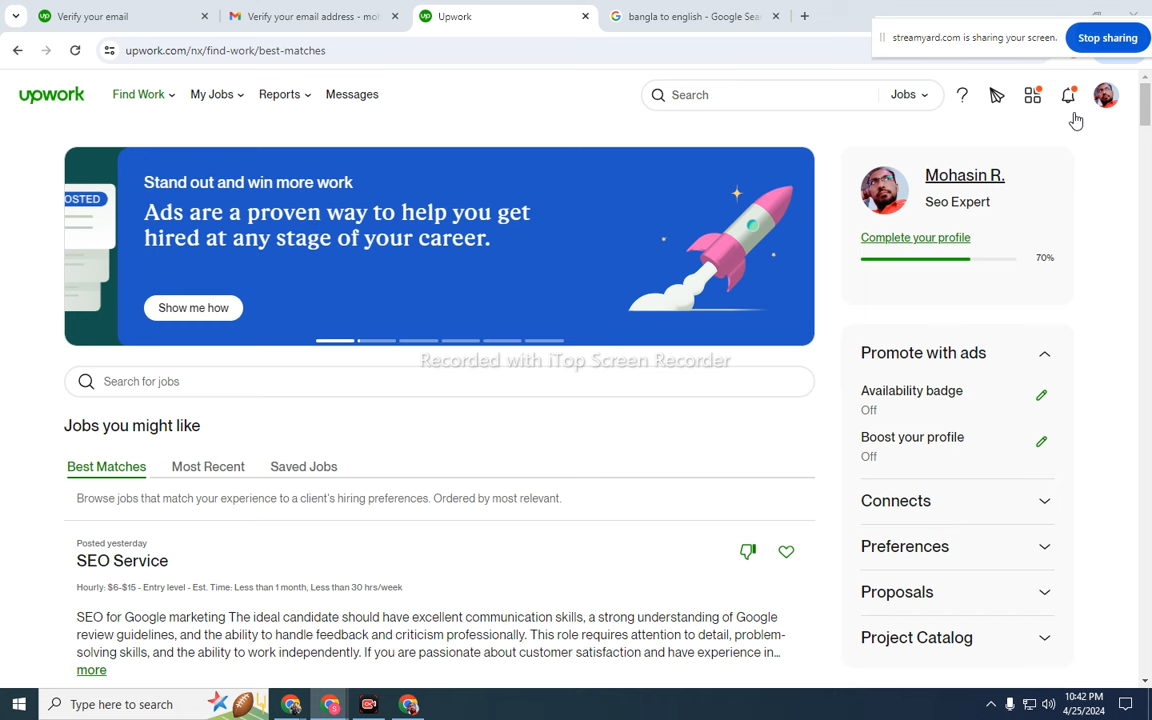 Verify your email
Verify your email address - mol
Upwork
bangla to english - Google Sea
streamyard.com is sharing your screen.
Stop sharing
upwork.com/nx/find-work/best-matches
upwork
Find Work
My Jobs
Reports
Messages
Search
Jobs
OSTED
Stand out and win more work
Ads are a proven way to help you get
hired at any stage of your career.
Show me how
Mohasin R.
Seo Expert
Complete your profile
70%
Recorded with iTop Screen Recorder
Search for jobs
Promote with ads
Availability badge
Off
Boost your profile
Off
Connects
Preferences
Proposals
Project Catalog
Jobs you might like
Best Matches
Most Recent
Saved Jobs
Browse jobs that match your experience to a client's hiring preferences. Ordered by most relevant.
Posted yesterday
SEO Service
Hourly: $6-$15 - Entry level - Est. Time: Less than 1 month, Less than 30 hrs/week
SEO for Google marketing The ideal candidate should have excellent communication skills, a strong understanding of Google
review guidelines, and the ability to handle feedback and criticism professionally. This role requires attention to detail, problem-
solving skills, and the ability to work independently. If you are passionate about customer satisfaction and have experience in...
more
Type here to search
10:42 PM
4/25/2024